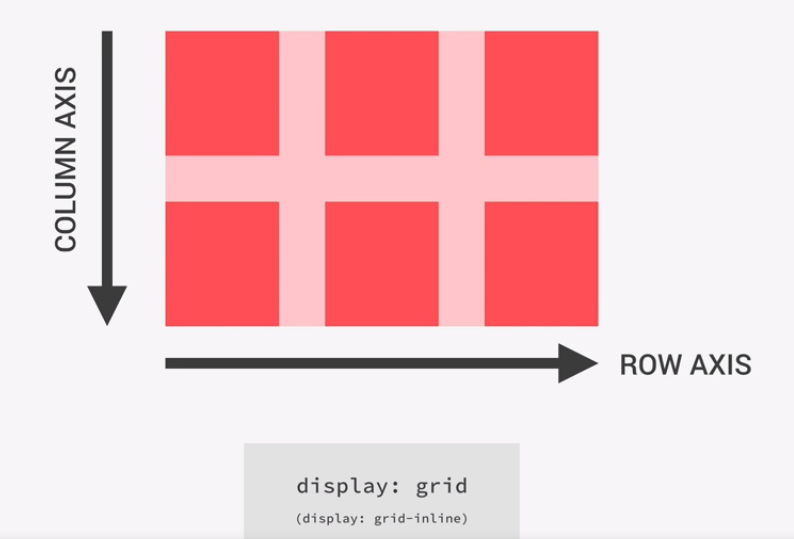 COLUMN AXIS
ROW AXIS
display: grid
(display: grid-inline)